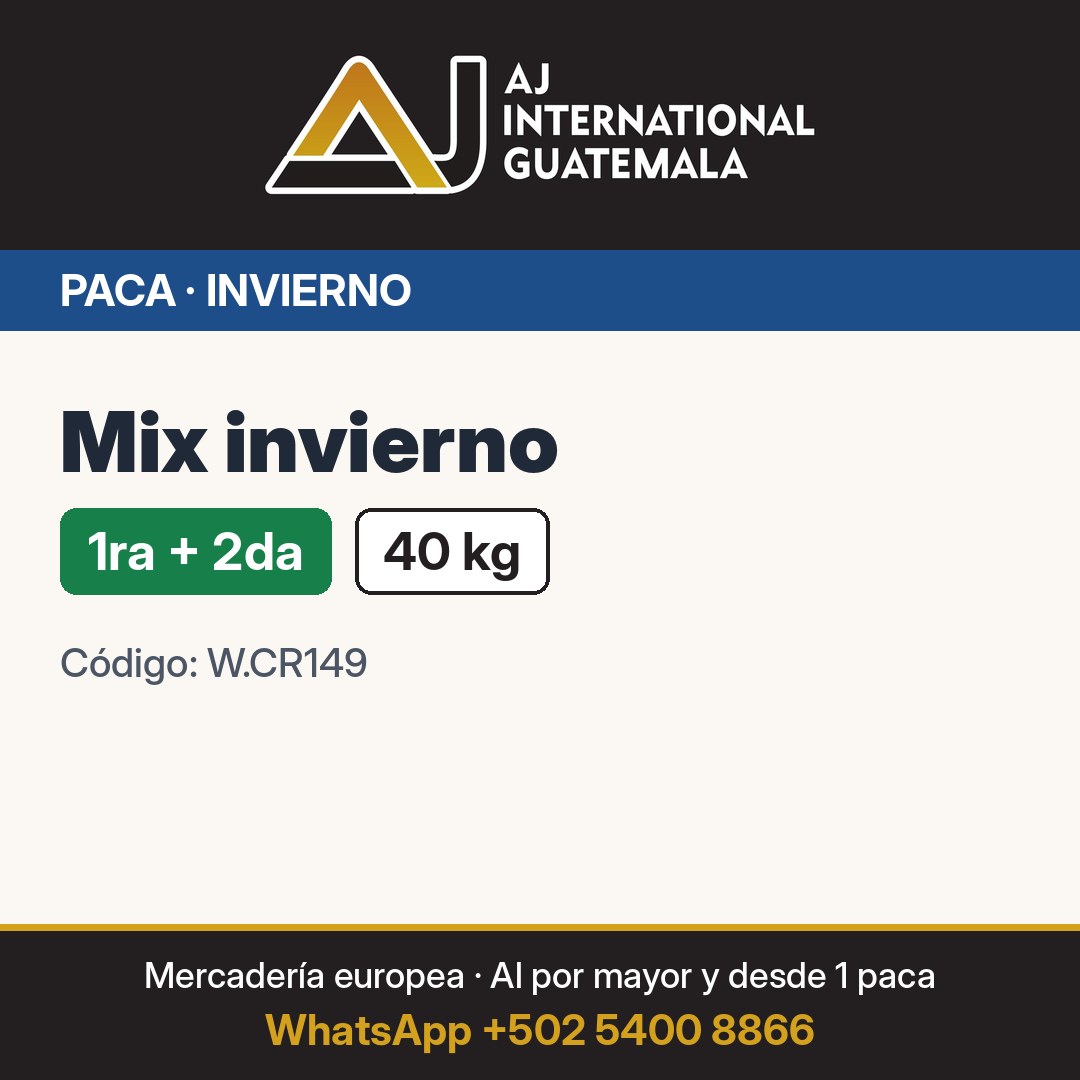 AJ
AJ
INTERNATIONAL
GUATEMALA
PACA · INVIERNO
Mix invierno
1ra + 2da
40 kg
Código: W.CR149
Mercadería europea · Al por mayor y desde 1 paca
WhatsApp +502 5400 8866